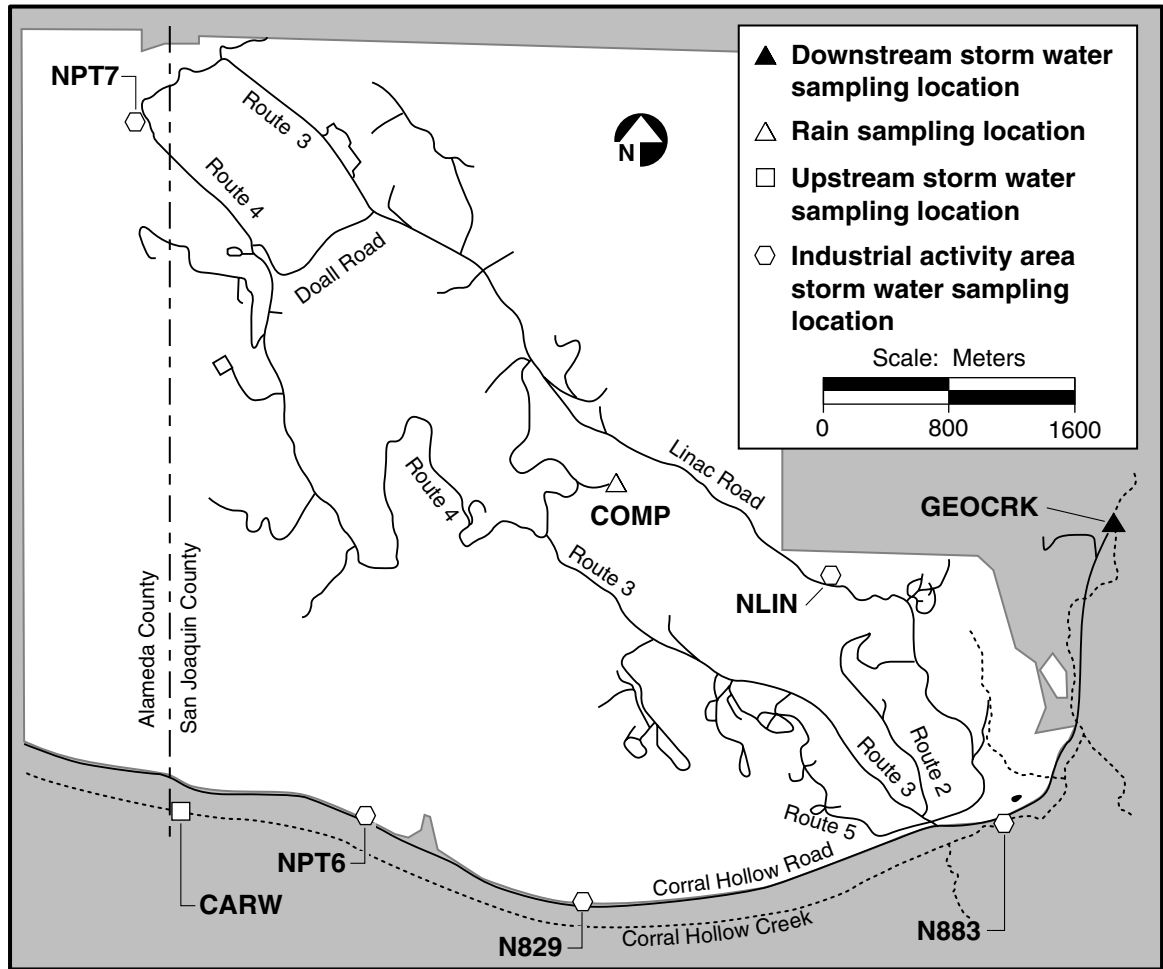 NPT7
Route 3
Route 4
Doall Road
N
Downstream storm water
sampling location
Rain sampling location
Upstream storm water
sampling location
Industrial activity area
storm water sampling
location
Scale: Meters
0 800 1600
Linac Road
Route 4
COMP
GEOCRK
Route 3
NLIN
Alameda County
San Joaquin County
Route 3
Route 2
Route 5
NPT6
Corral Hollow Road
CARW
N829
Corral Hollow Creek
N883